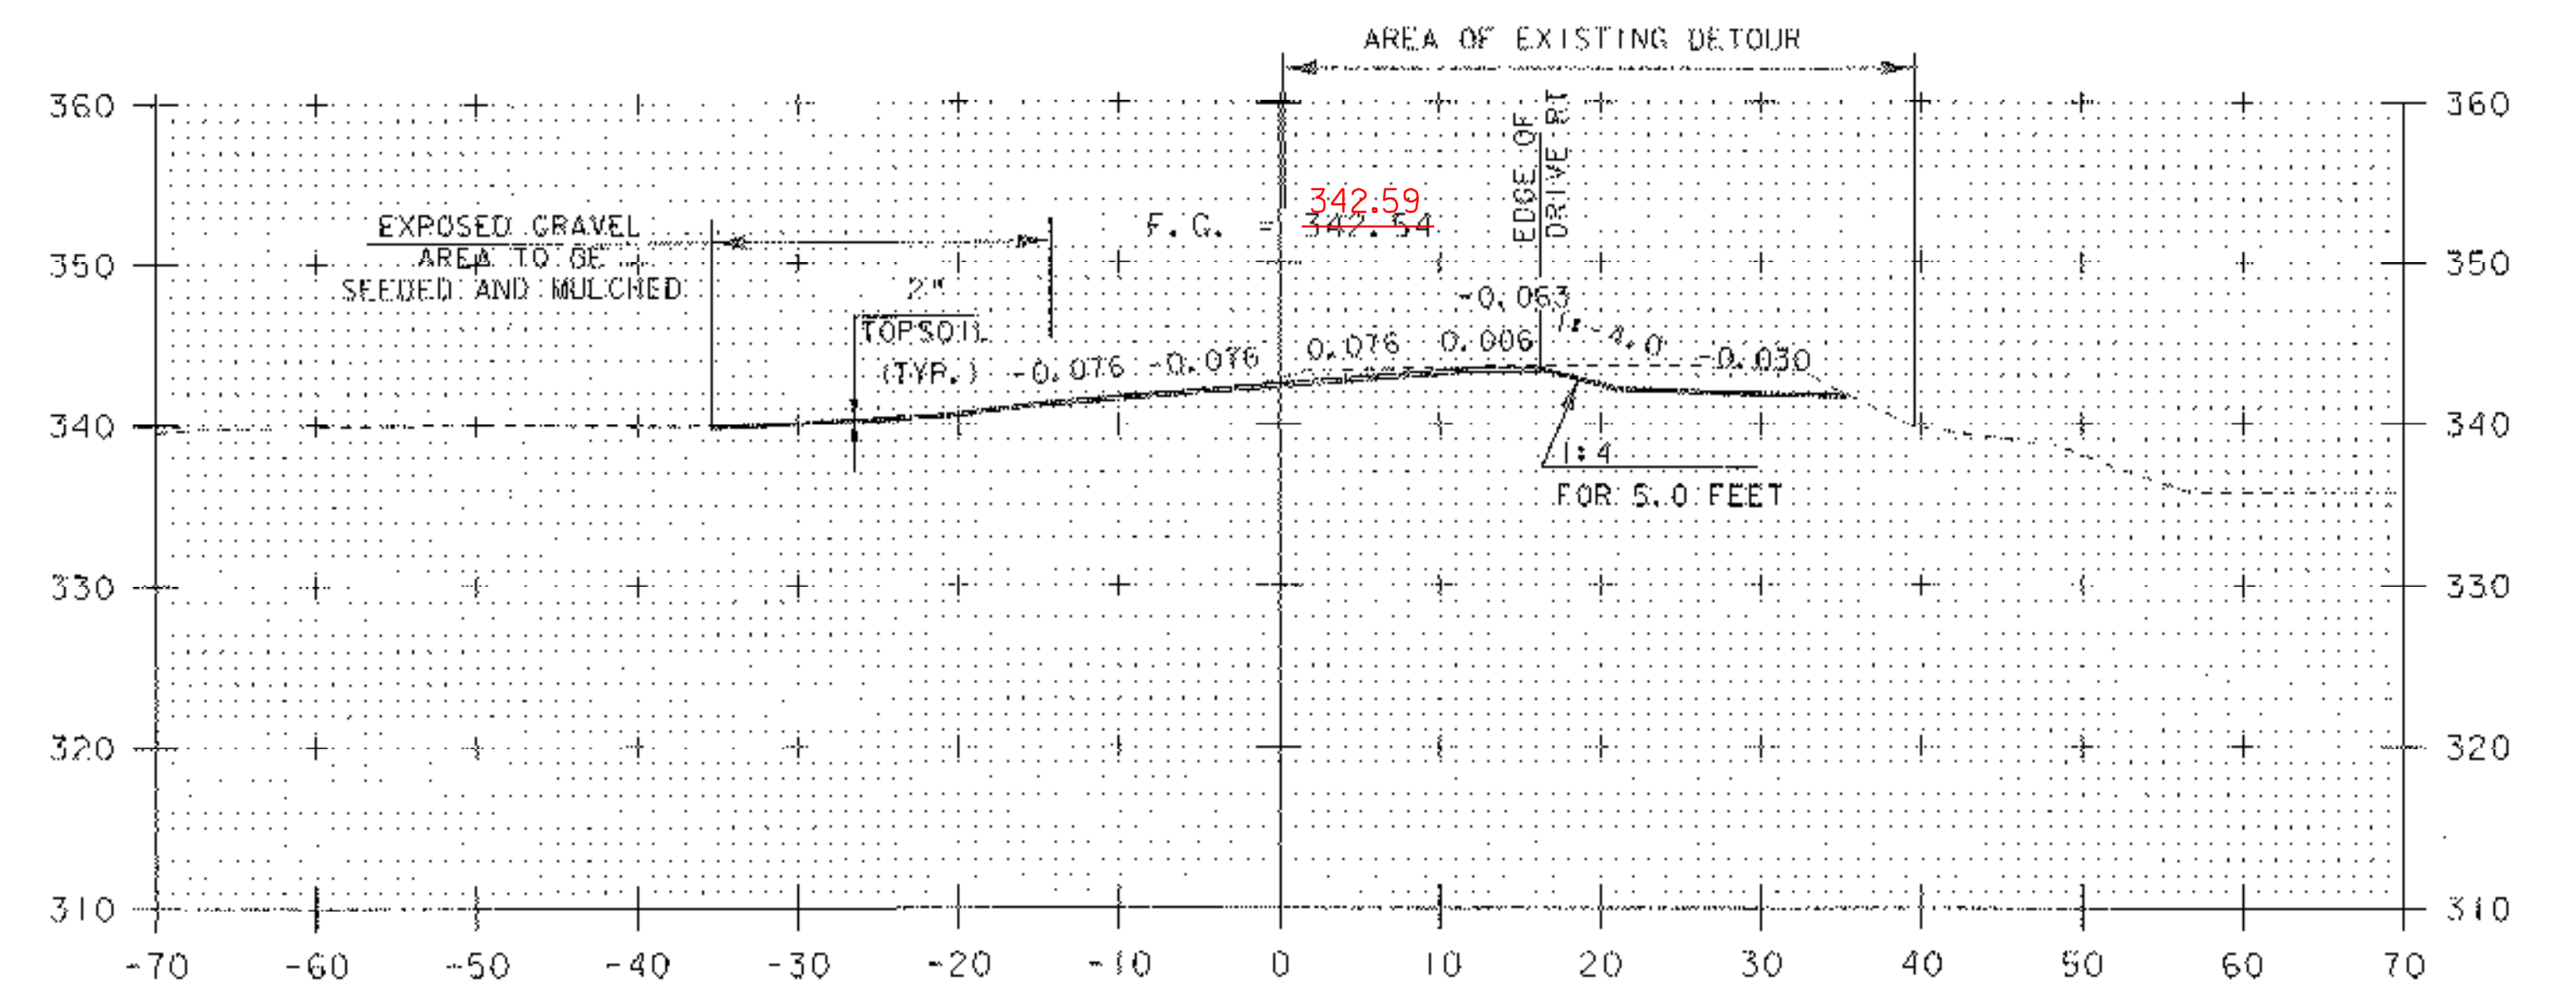 AREA OF EXISTING DETOUR
360
360
EDGE OF
DRIVE RT
342.59
F.G. = 342.54
EXPOSED GRAVEL
AREA TO BE
SEEDED AND MULCHED
350
350
2"
TOPSOIL
(TYP.)
-0.076
-0.076
0.076
0.006
-0.063
1:-4.0
-0.030
340
340
1:4
FOR 5.0 FEET
330
330
320
320
310
310
-70 -60 -50 -40 -30 -20 -10 0 10 20 30 40 50 60 70